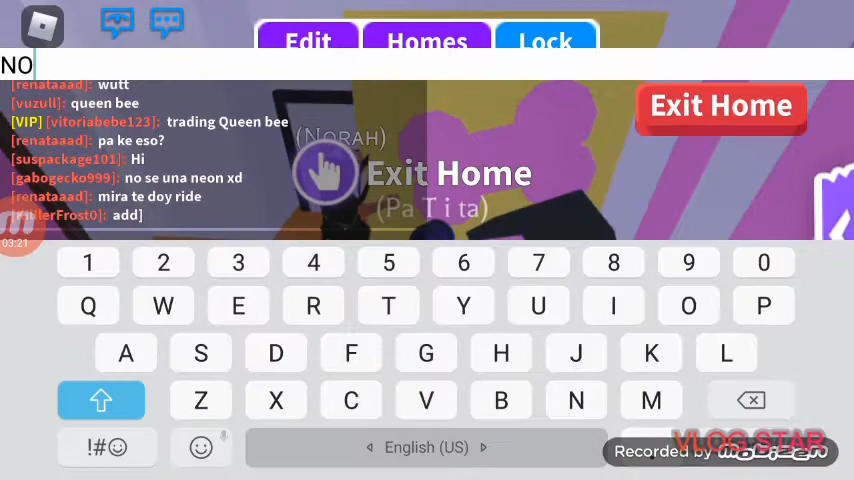 Edit Homes Lock
NO
[renataaad]: wutt
[vuzull]: queen bee
[VIP] [vitoriabebe123]: trading Queen bee
[renataaad]: pa ke eso?
[suspackage101]: Hi
[gabogecko999]: no se una neon xd
[renataaad]: mira te doy ride
[KillerFrost0]: add]
Exit Home
(NORAH)
Exit Home
(Pa T i ta)
03:21
1 2 3 4 5 6 7 8 9 0
Q W E R T Y U I O P
A S D F G H J K L
Z X C V B N M
!#☺ English (US)
VLOG STAR
Recorded by